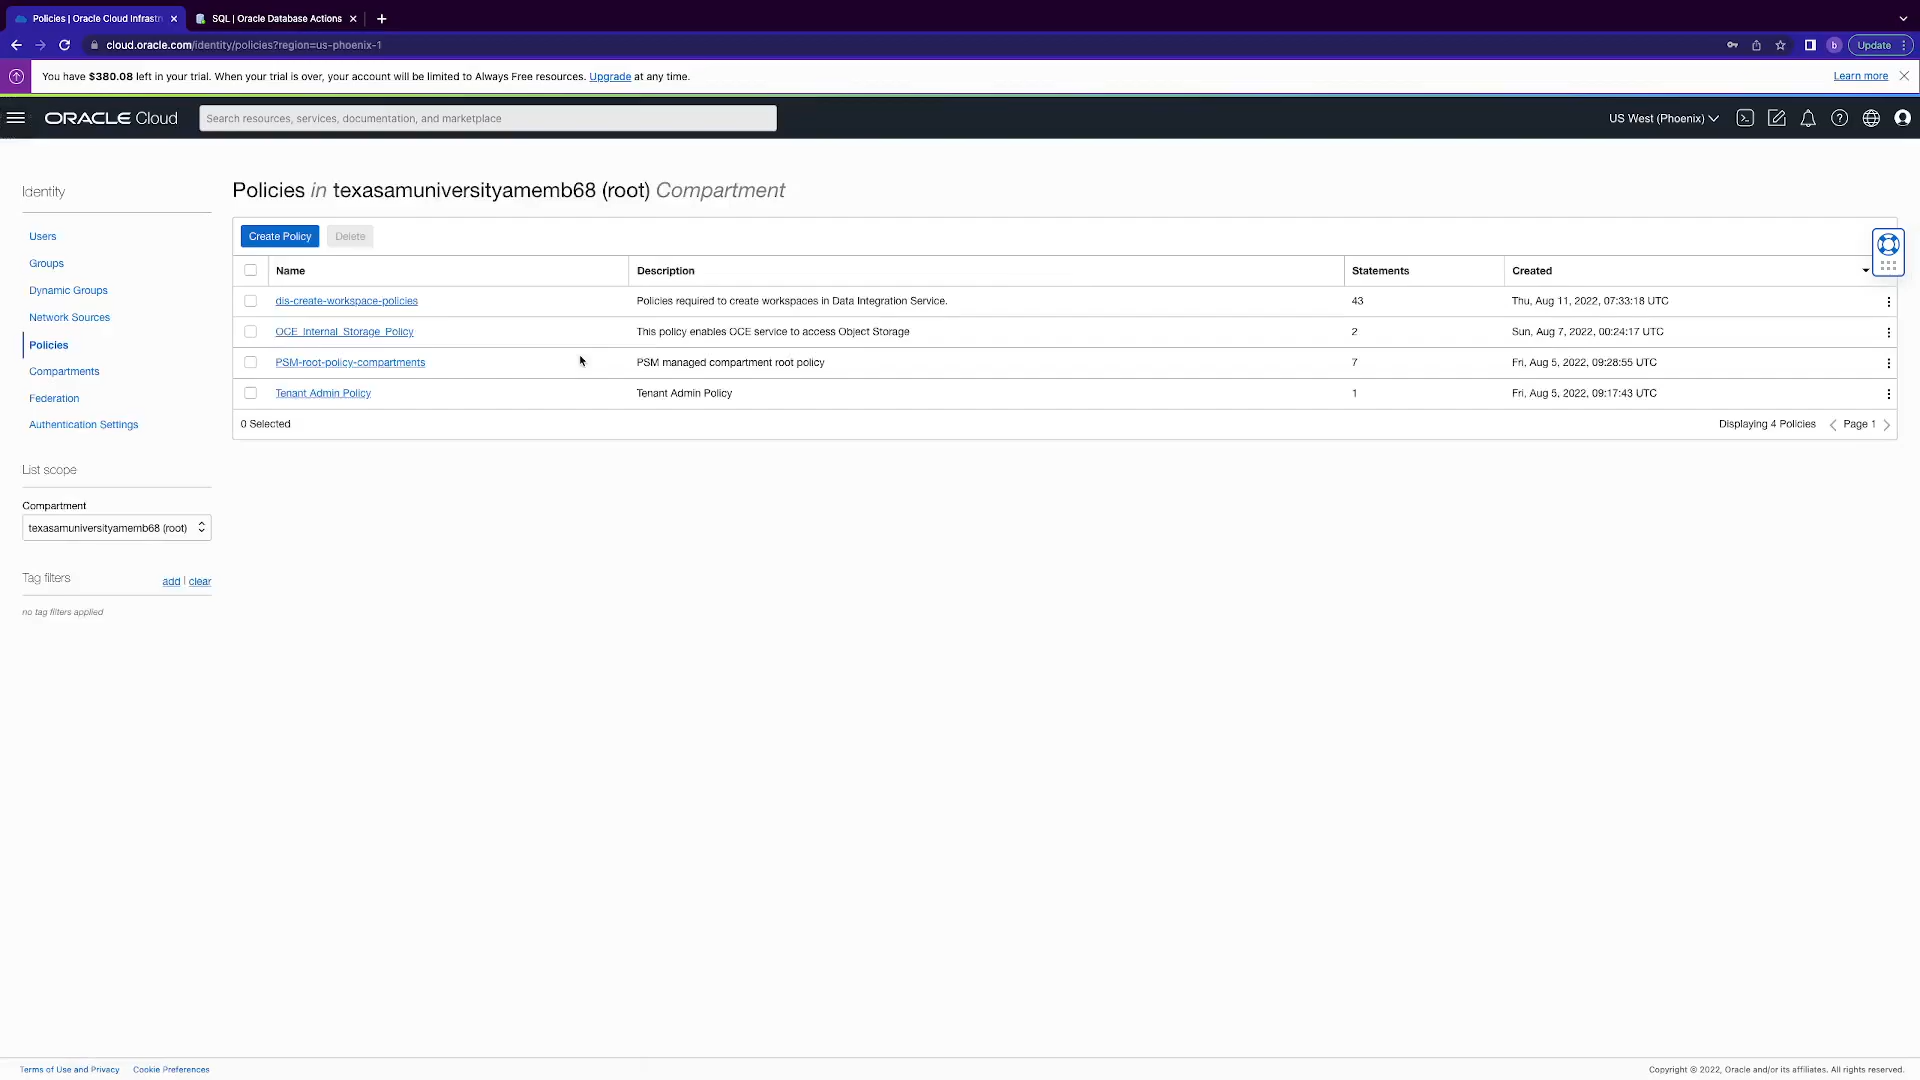 Policies | Oracle Cloud Infrastr
SQL | Oracle Database Actions
cloud.oracle.com/identity/policies?region=us-phoenix-1
b
Update
You have $380.08 left in your trial. When your trial is over, your account will be limited to Always Free resources. Upgrade at any time.
Learn more
ORACLE Cloud
Search resources, services, documentation, and marketplace
US West (Phoenix)
Identity
Users
Groups
Dynamic Groups
Network Sources
Policies
Compartments
Federation
Authentication Settings
List scope
Compartment
texasamuniversityamemb68 (root)
Tag filters
add | clear
no tag filters applied
Policies in texasamuniversityamemb68 (root) Compartment
Create Policy Delete
Name Description Statements Created
dis-create-workspace-policies Policies required to create workspaces in Data Integration Service. 43 Thu, Aug 11, 2022, 07:33:18 UTC
OCE_Internal_Storage_Policy This policy enables OCE service to access Object Storage 2 Sun, Aug 7, 2022, 00:24:17 UTC
PSM-root-policy-compartments PSM managed compartment root policy 7 Fri, Aug 5, 2022, 09:28:55 UTC
Tenant Admin Policy Tenant Admin Policy 1 Fri, Aug 5, 2022, 09:17:43 UTC
0 Selected Displaying 4 Policies Page 1
Terms of Use and Privacy Cookie Preferences
Copyright © 2022, Oracle and/or its affiliates. All rights reserved.